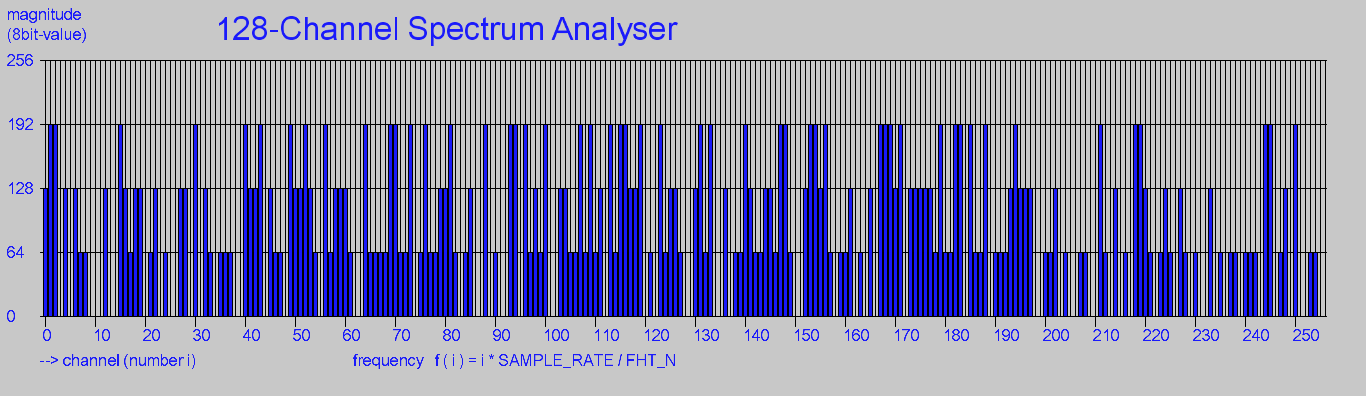 magnitude
(8bit-value)
128-Channel Spectrum Analyser
256
192
128
64
0
0 10 20 30 40 50 60 70 80 90 100 110 120 130 140 150 160 170 180 190 200 210 220 230 240 250
--> channel (number i) frequency f ( i ) = i * SAMPLE_RATE / FHT_N